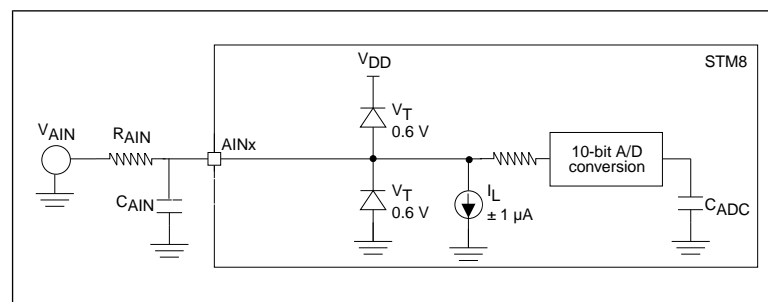 STM8
VDD
VT
0.6 V
VAIN
RAIN
AINx
10-bit A/D
conversion
CAIN
VT
0.6 V
IL
± 1 µA
CADC